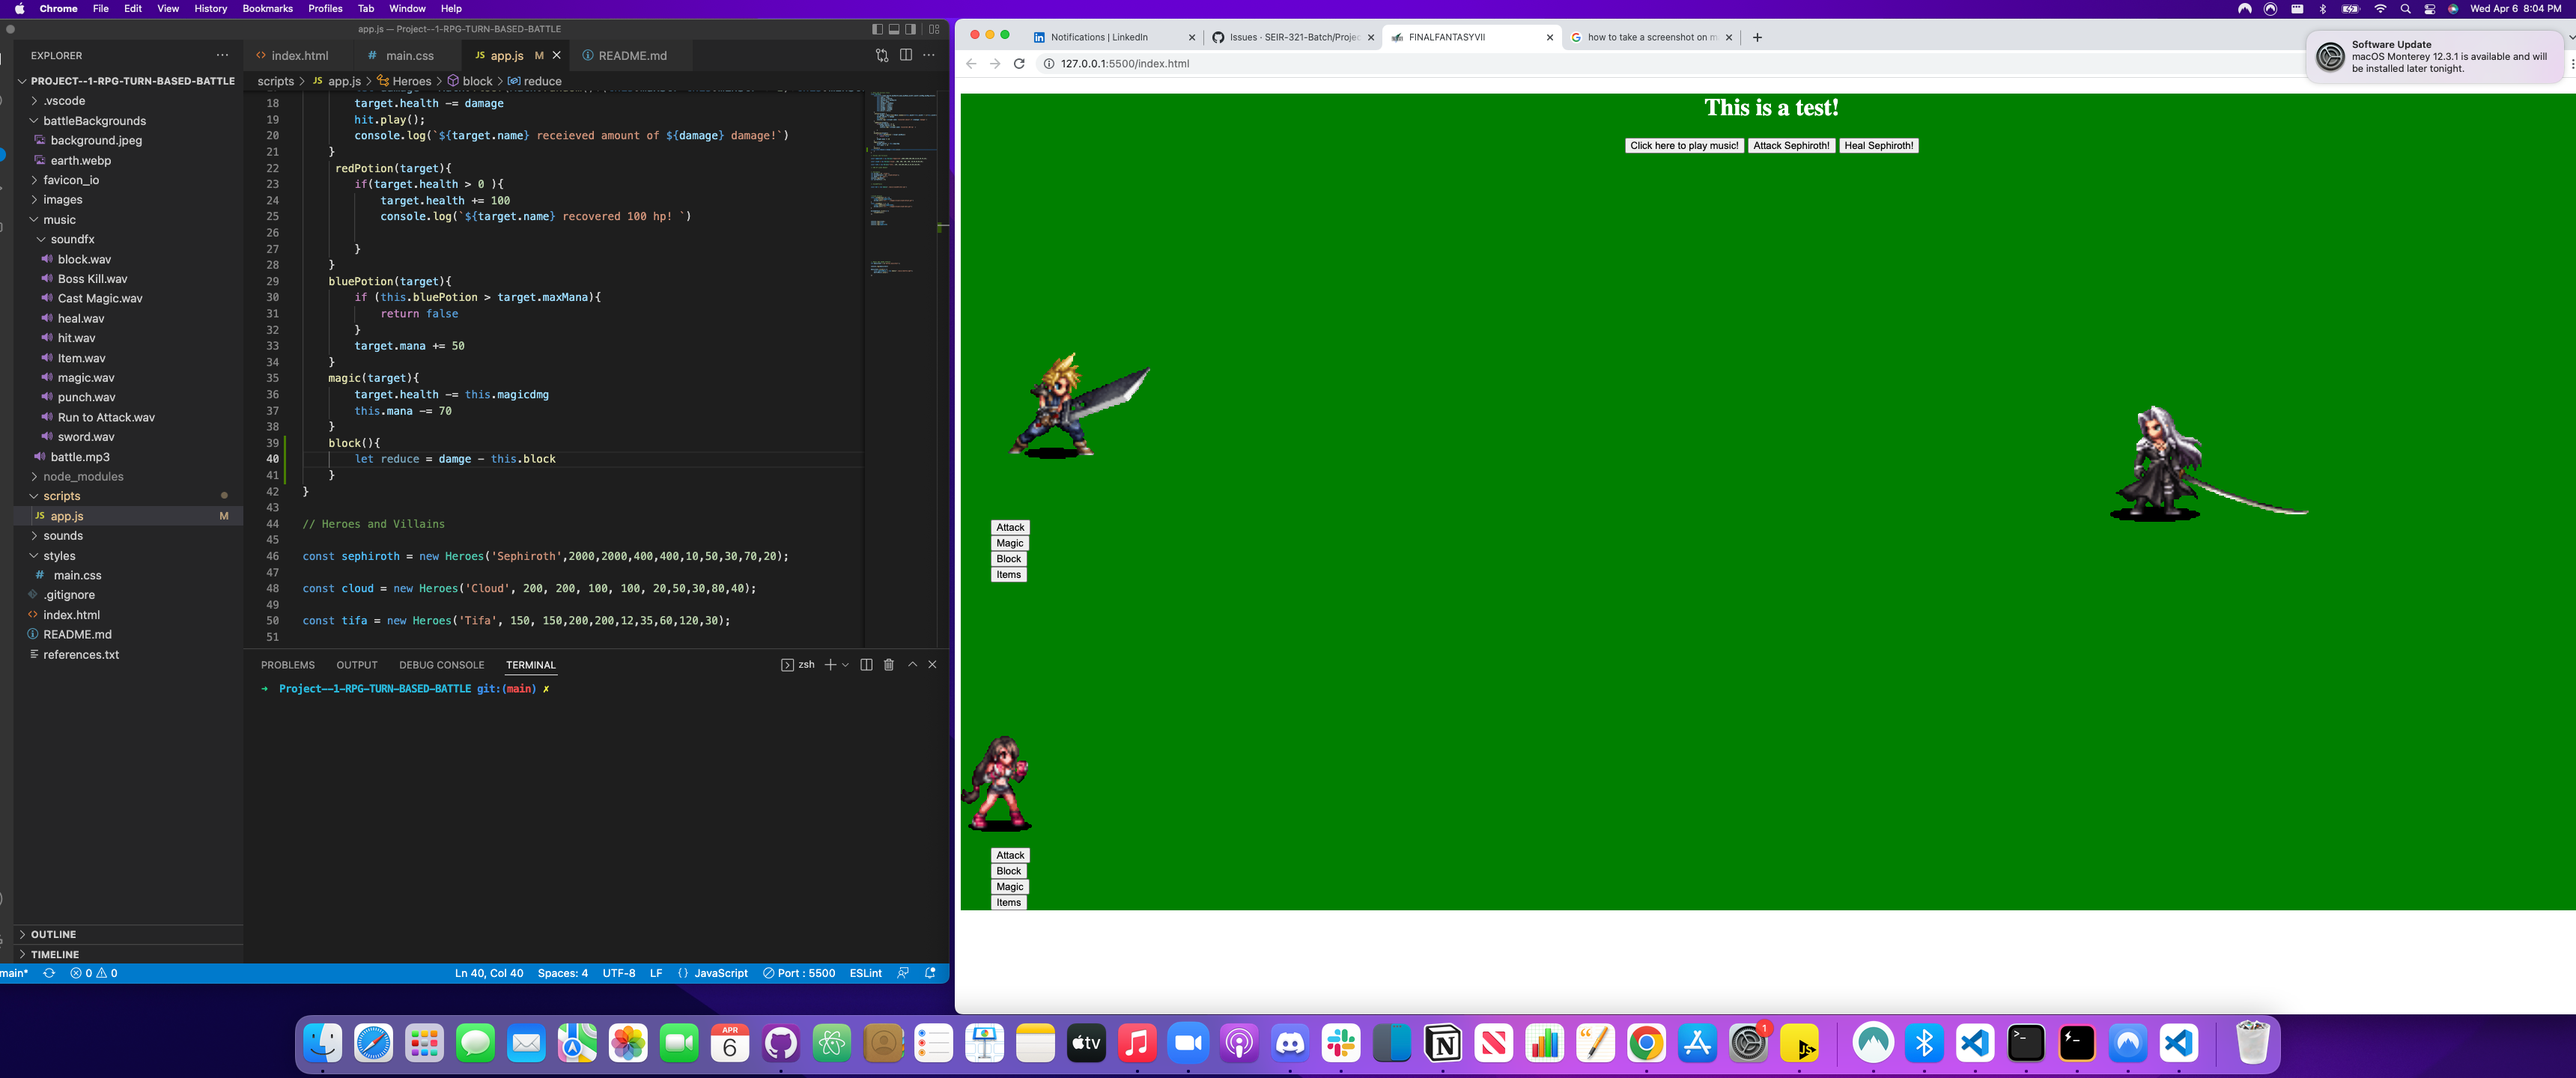 Chrome File Edit View History Bookmarks Profiles Tab Window Help
Wed Apr 6 8:04 PM
app.js — Project--1-RPG-TURN-BASED-BATTLE
EXPLORER
PROJECT--1-RPG-TURN-BASED-BATTLE
.vscode
battleBackgrounds
background.jpeg
earth.webp
favicon_io
images
music
soundfx
block.wav
Boss Kill.wav
Cast Magic.wav
heal.wav
hit.wav
Item.wav
magic.wav
punch.wav
Run to Attack.wav
sword.wav
battle.mp3
node_modules
scripts
JS app.js M
sounds
styles
# main.css
.gitignore
index.html
README.md
references.txt
OUTLINE
TIMELINE
<> index.html # main.css JS app.js M README.md
scripts > JS app.js > Heroes > block > reduce
18 target.health -= damage
19 hit.play();
20 console.log(`${target.name} receieved amount of ${damage} damage!`)
21 }
22 redPotion(target){
23 if(target.health > 0 ){
24 target.health += 100
25 console.log(`${target.name} recovered 100 hp! `)
26
27 }
28 }
29 bluePotion(target){
30 if (this.bluePotion > target.maxMana){
31 return false
32 }
33 target.mana += 50
34 }
35 magic(target){
36 target.health -= this.magicdmg
37 this.mana -= 70
38 }
39 block(){
40 let reduce = damge - this.block
41 }
42 }
43
44 // Heroes and Villains
45
46 const sephiroth = new Heroes('Sephiroth',2000,2000,400,400,10,50,30,70,20);
47
48 const cloud = new Heroes('Cloud', 200, 200, 100, 100, 20,50,30,80,40);
49
50 const tifa = new Heroes('Tifa', 150, 150,200,200,12,35,60,120,30);
51
PROBLEMS OUTPUT DEBUG CONSOLE TERMINAL
zsh
➜ Project--1-RPG-TURN-BASED-BATTLE git:(main) ✗
main* 0 0 Ln 40, Col 40 Spaces: 4 UTF-8 LF {} JavaScript Port : 5500 ESLint
Notifications | LinkedIn
Issues · SEIR-321-Batch/Projec
FINALFANTASYVII
how to take a screenshot on m
127.0.0.1:5500/index.html
Software Update
macOS Monterey 12.3.1 is available and will
be installed later tonight.
This is a test!
Click here to play music! Attack Sephiroth! Heal Sephiroth!
Attack
Magic
Block
Items
Attack
Block
Magic
Items
APR
6
tv
1
JS